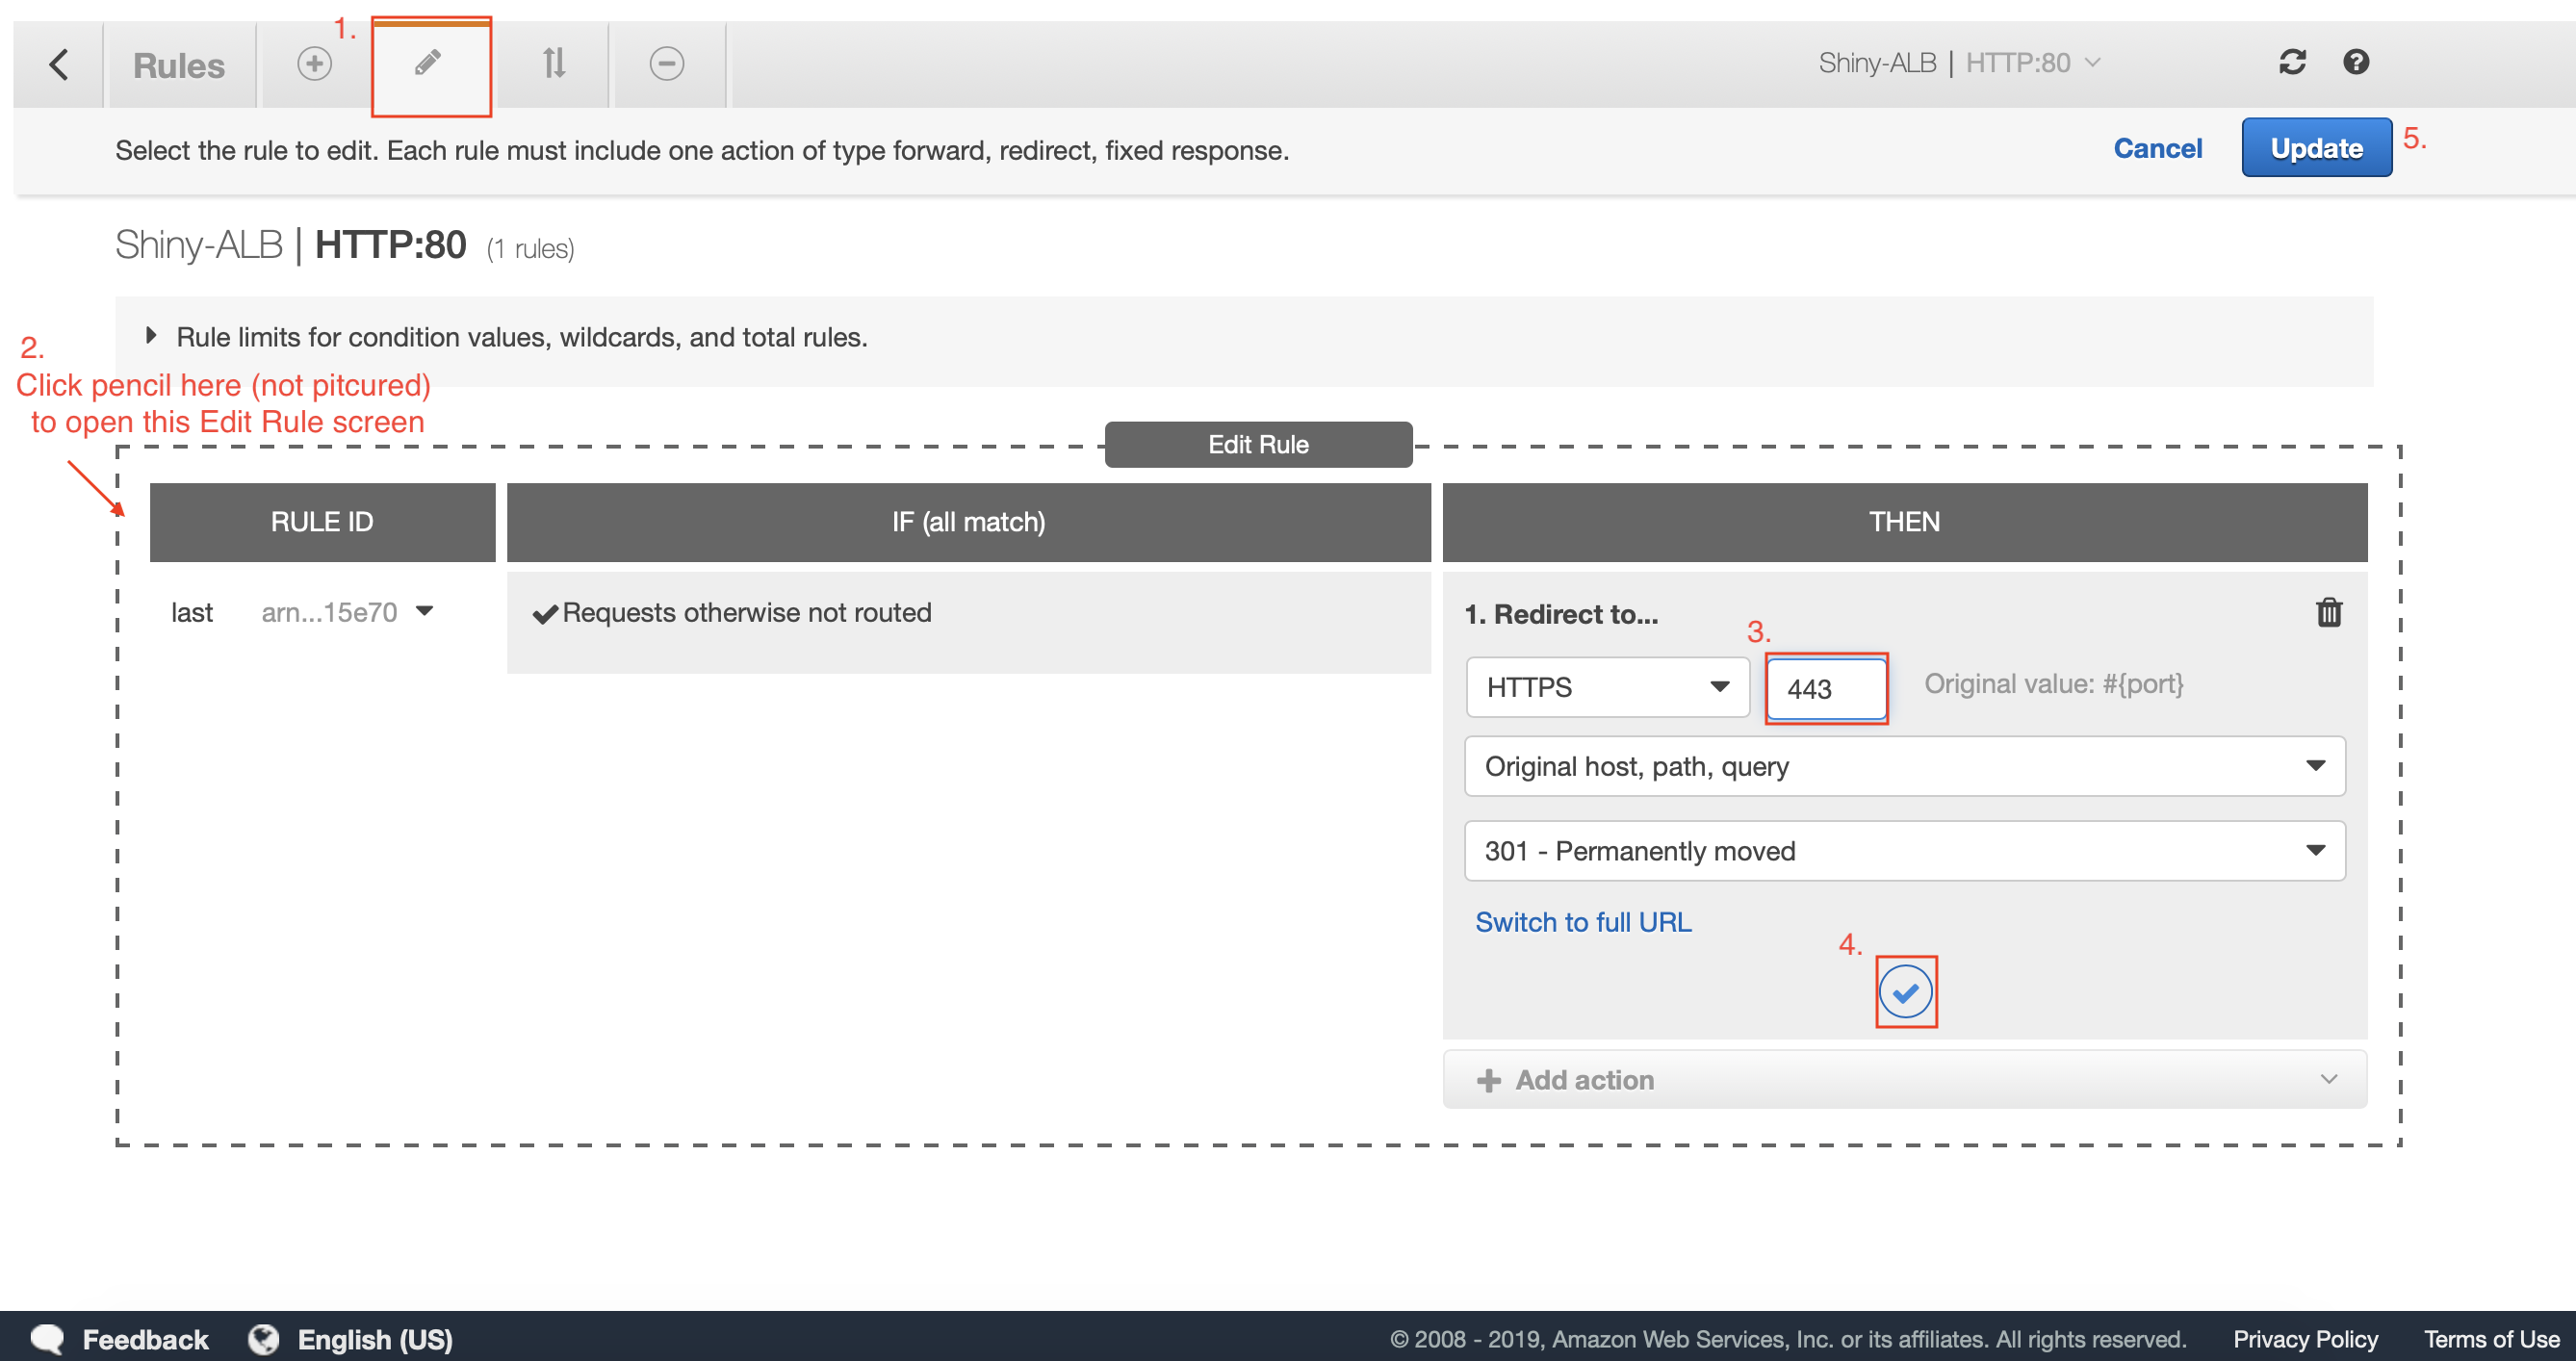 1.
Rules
Shiny-ALB | HTTP:80
Select the rule to edit. Each rule must include one action of type forward, redirect, fixed response.
Cancel
Update
5.
Shiny-ALB | HTTP:80 (1 rules)
Rule limits for condition values, wildcards, and total rules.
2.
Click pencil here (not pitcured)
to open this Edit Rule screen
Edit Rule
RULE ID
IF (all match)
THEN
last
arn...15e70
Requests otherwise not routed
1. Redirect to...
3.
HTTPS
443
Original value: #{port}
Original host, path, query
301 - Permanently moved
Switch to full URL
4.
Add action
Feedback
English (US)
© 2008 - 2019, Amazon Web Services, Inc. or its affiliates. All rights reserved.
Privacy Policy
Terms of Use